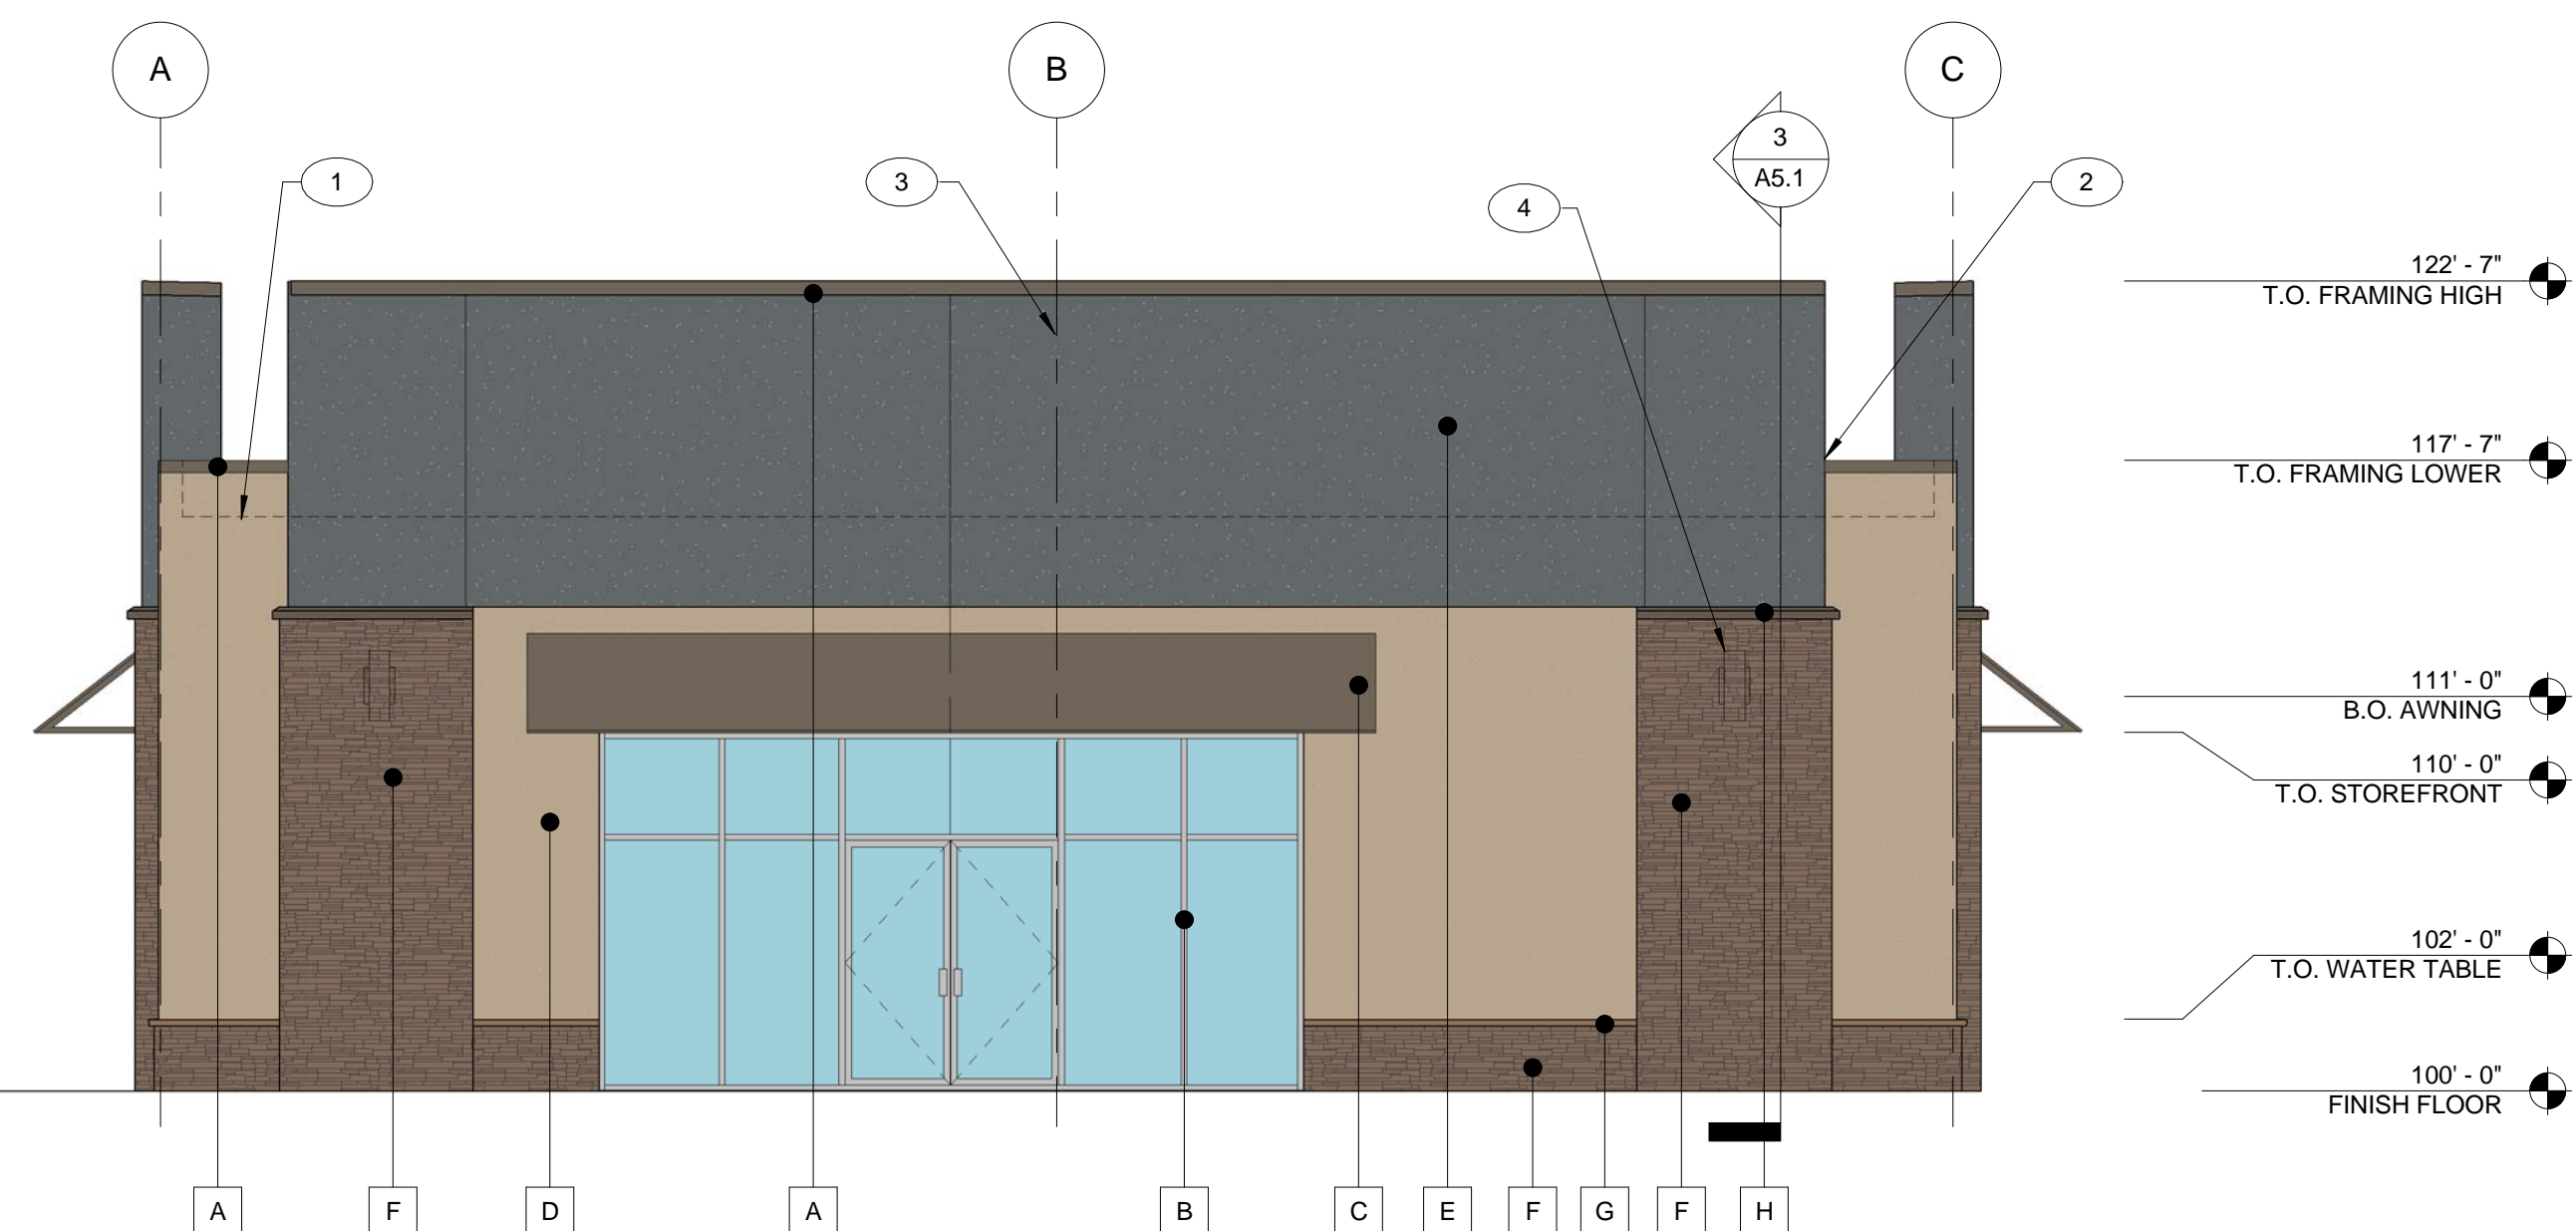 A
B
C
1
3
4
3
A5.1
2
122' - 7"
T.O. FRAMING HIGH
117' - 7"
T.O. FRAMING LOWER
111' - 0"
B.O. AWNING
110' - 0"
T.O. STOREFRONT
102' - 0"
T.O. WATER TABLE
100' - 0"
FINISH FLOOR
A
F
D
A
B
C
E
F
G
F
H